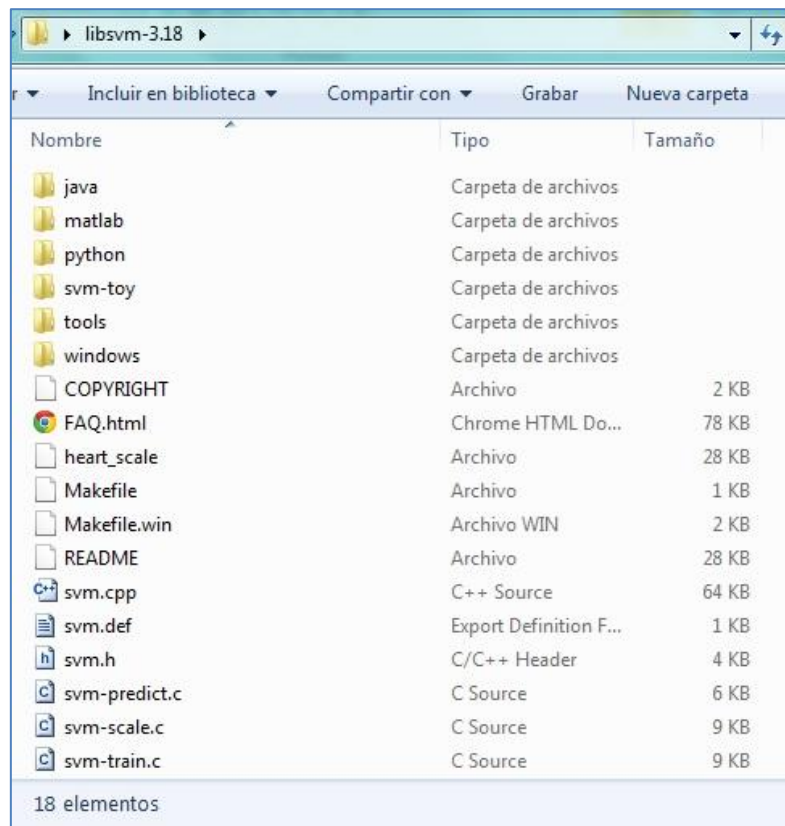 libsvm-3.18
r Incluir en biblioteca Compartir con Grabar Nueva carpeta
Nombre Tipo Tamaño
java Carpeta de archivos
matlab Carpeta de archivos
python Carpeta de archivos
svm-toy Carpeta de archivos
tools Carpeta de archivos
windows Carpeta de archivos
COPYRIGHT Archivo 2 KB
FAQ.html Chrome HTML Do... 78 KB
heart_scale Archivo 28 KB
Makefile Archivo 1 KB
Makefile.win Archivo WIN 2 KB
README Archivo 28 KB
svm.cpp C++ Source 64 KB
svm.def Export Definition F... 1 KB
svm.h C/C++ Header 4 KB
svm-predict.c C Source 6 KB
svm-scale.c C Source 9 KB
svm-train.c C Source 9 KB
18 elementos